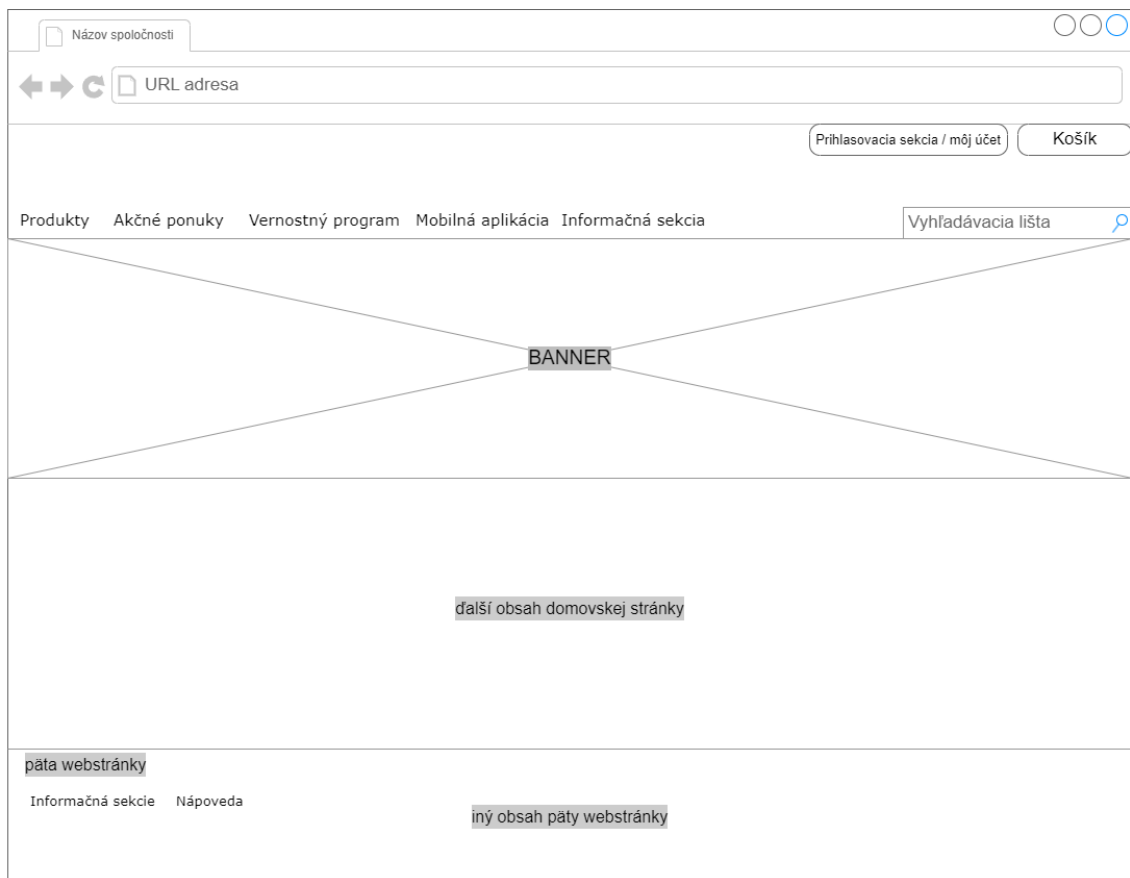 Názov spoločnosti
URL adresa
Prihlasovacia sekcia / môj účet
Košík
Produkty Akčné ponuky Vernostný program Mobilná aplikácia Informačná sekcia
Vyhľadávacia lišta
BANNER
ďalší obsah domovskej stránky
päta webstránky
Informačná sekcie Nápoveda
iný obsah päty webstránky